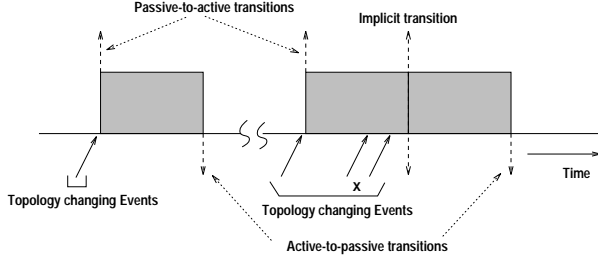 Passive-to-active transitions
Implicit transition
X
Time
Topology changing Events
Topology changing Events
Active-to-passive transitions